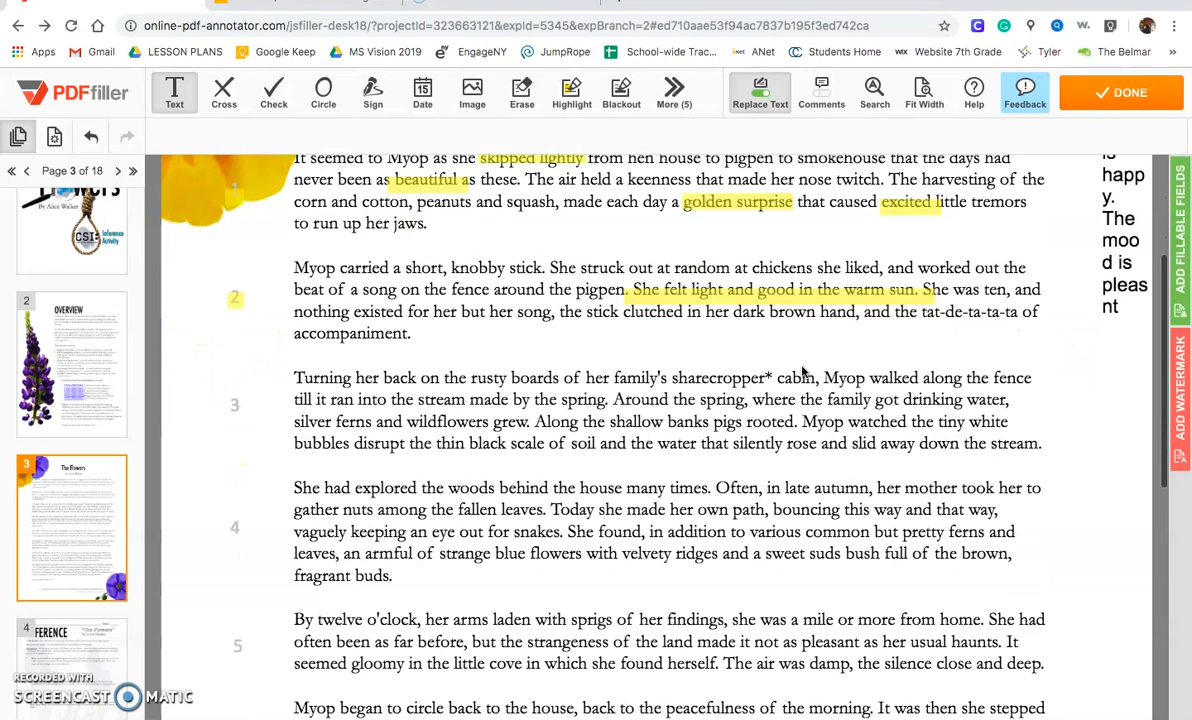 online-pdf-annotator.com/jsfiller-desk18/?projectId=323663121&expId=5345&expBranch=2#ed710aae53f94ac7837b195f3ed742ca
Apps Gmail LESSON PLANS Google Keep MS Vision 2019 EngageNY JumpRope School-wide Trac... ANet Students Home Website 7th Grade Tyler The Belmar
PDFfiller Text Cross Check Circle Sign Date Image Erase Highlight Blackout More (5) Replace Text Comments Search Fit Width Help Feedback DONE
Page 3 of 18
is
happ
y.
The
moo
d is
pleas
nt
ADD FILLABLE FIELDS
ADD WATERMARK
By Alice Walker
CSI: Inference Activity
2
OVERVIEW
3
The Flowers
4
FERENCE
"The Flowers"
RECORDED WITH
SCREENCAST MATIC
1
It seemed to Myop as she skipped lightly from hen house to pigpen to smokehouse that the days had
never been as beautiful as these. The air held a keenness that made her nose twitch. The harvesting of the
corn and cotton, peanuts and squash, made each day a golden surprise that caused excited little tremors
to run up her jaws.
2
Myop carried a short, knobby stick. She struck out at random at chickens she liked, and worked out the
beat of a song on the fence around the pigpen. She felt light and good in the warm sun. She was ten, and
nothing existed for her but her song, the stick clutched in her dark brown hand, and the tat-de-ta-ta-ta of
accompaniment.
3
Turning her back on the rusty boards of her family's sharecropper* cabin, Myop walked along the fence
till it ran into the stream made by the spring. Around the spring, where the family got drinking water,
silver ferns and wildflowers grew. Along the shallow banks pigs rooted. Myop watched the tiny white
bubbles disrupt the thin black scale of soil and the water that silently rose and slid away down the stream.
4
She had explored the woods behind the house many times. Often, in late autumn, her mother took her to
gather nuts among the fallen leaves. Today she made her own path, bouncing this way and that way,
vaguely keeping an eye out for snakes. She found, in addition to various common but pretty ferns and
leaves, an armful of strange blue flowers with velvety ridges and a sweet suds bush full of the brown,
fragrant buds.
5
By twelve o'clock, her arms laden with sprigs of her findings, she was a mile or more from home. She had
often been as far before, but the strangeness of the land made it not as pleasant as her usual haunts. It
seemed gloomy in the little cove in which she found herself. The air was damp, the silence close and deep.
Myop began to circle back to the house, back to the peacefulness of the morning. It was then she stepped